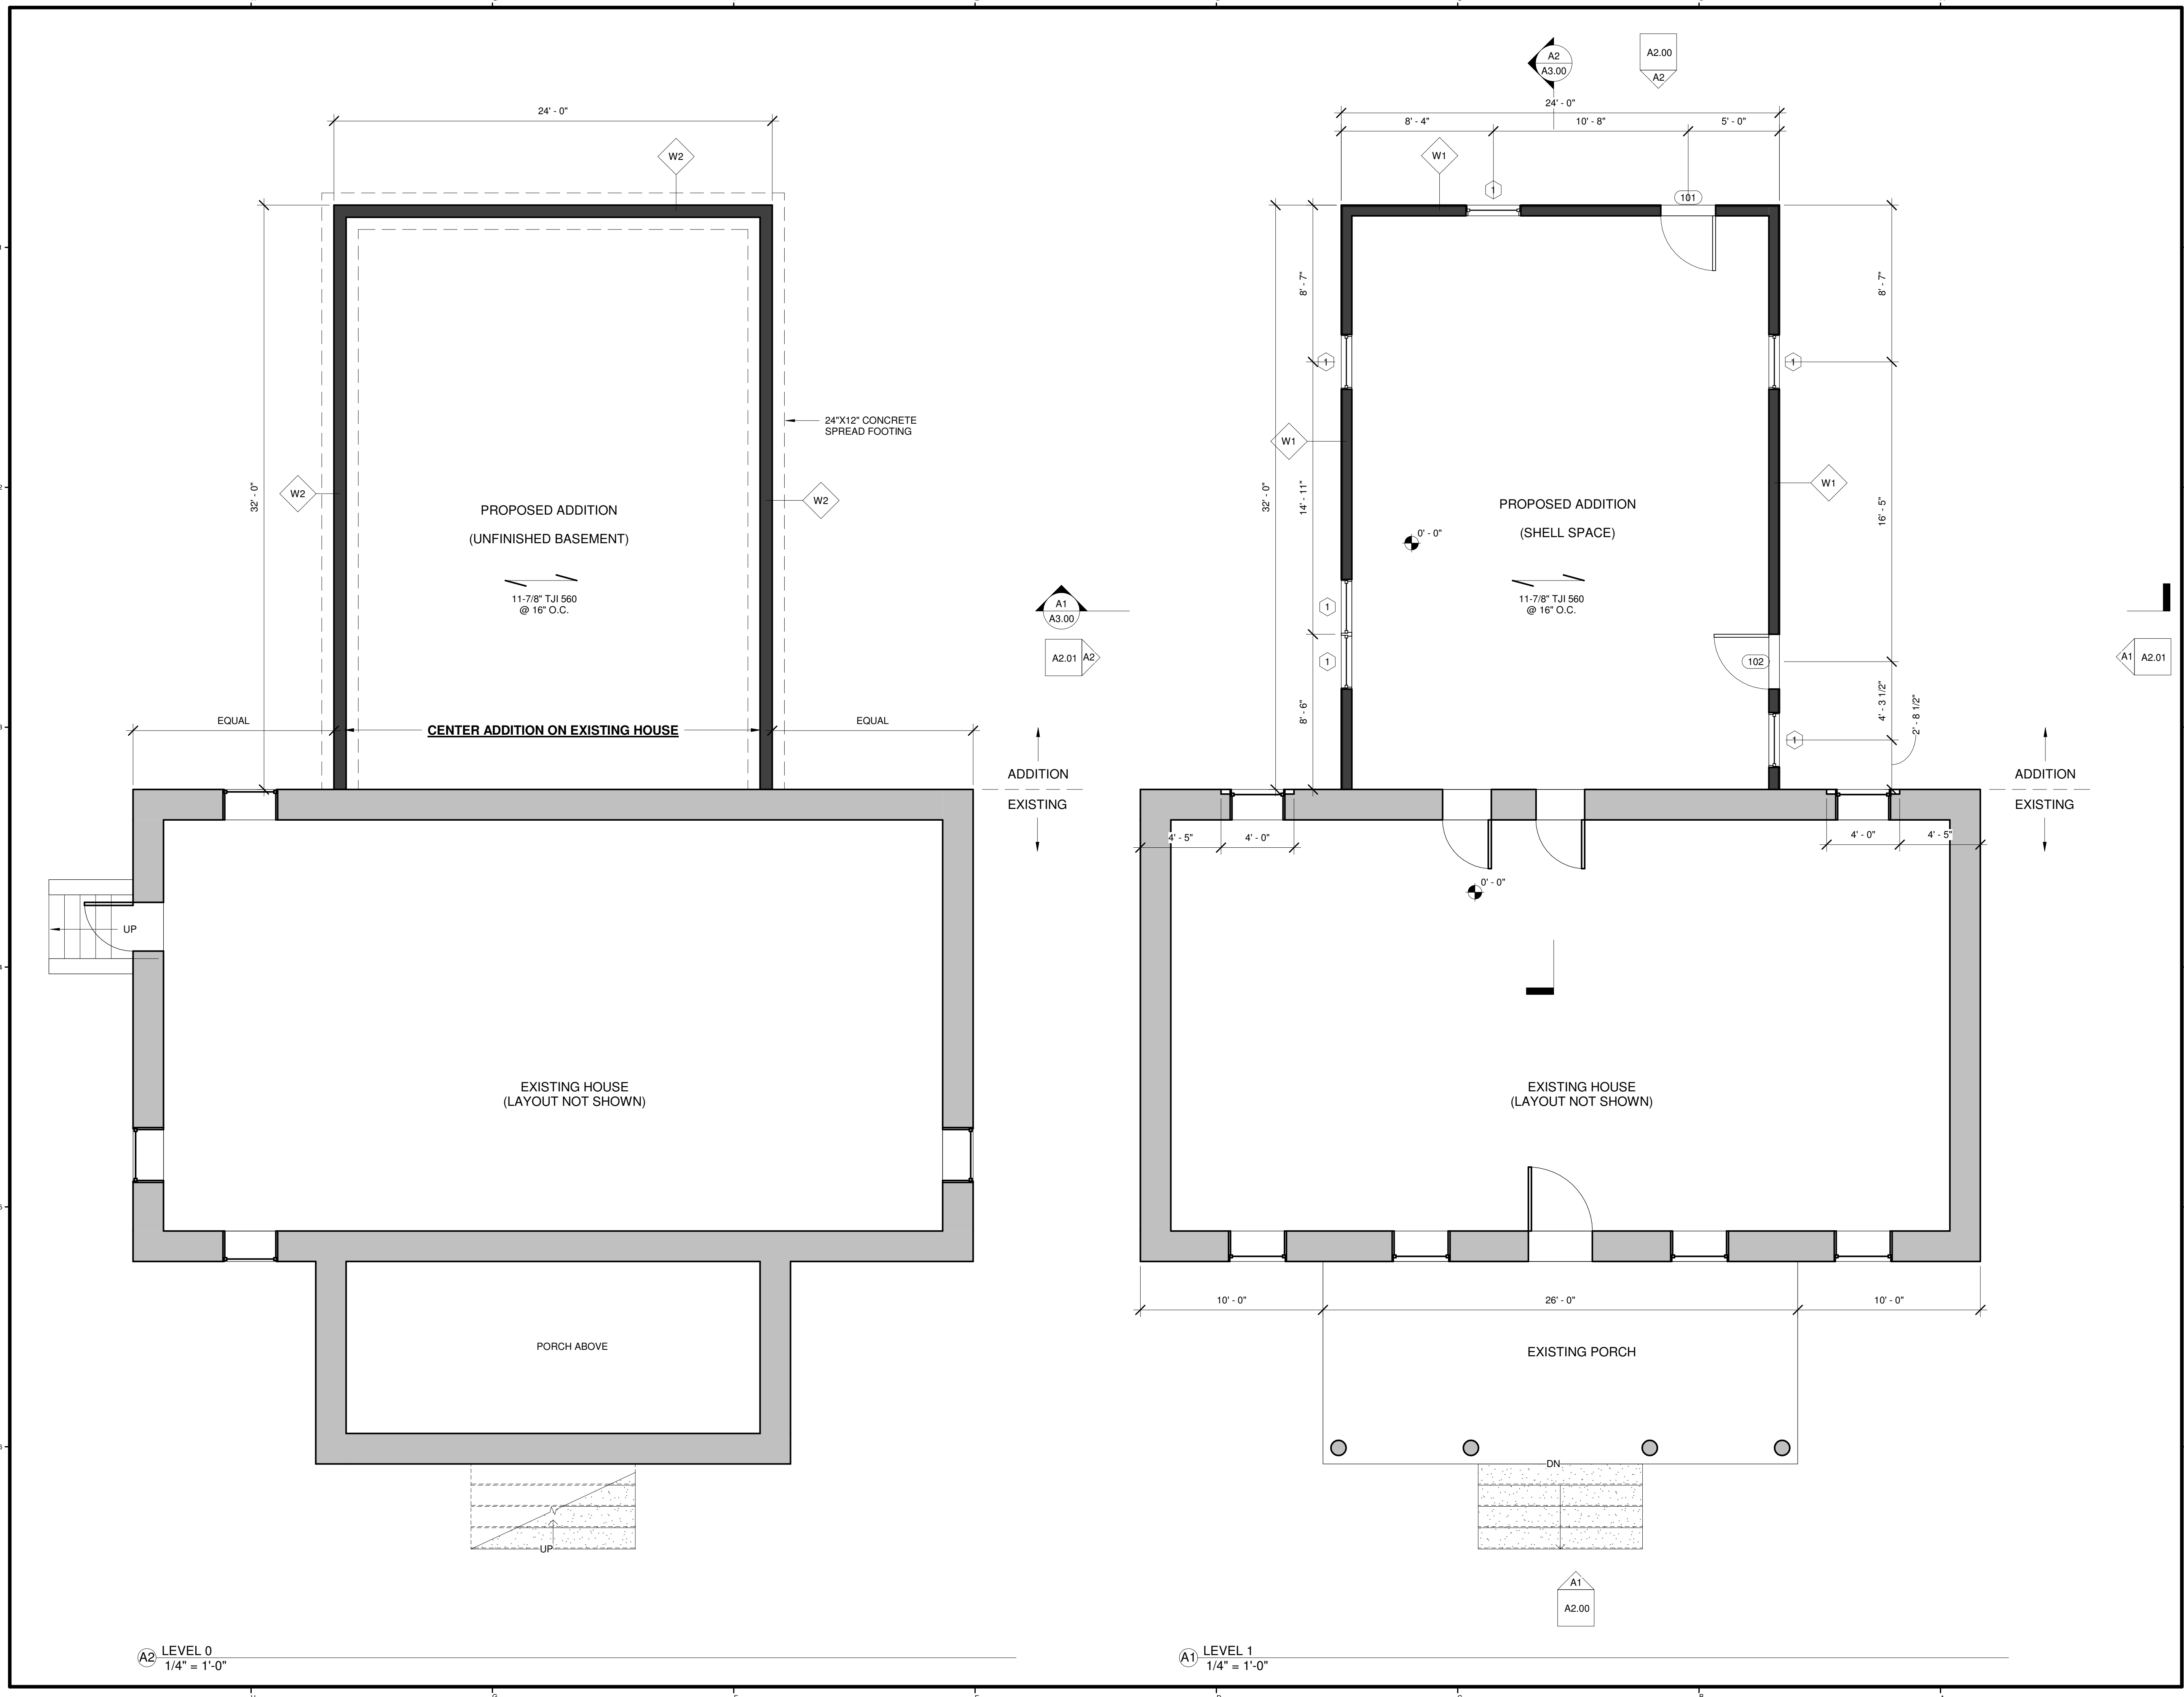 24' - 0"
W2
W2
32' - 0"
24"X12" CONCRETE
SPREAD FOOTING
W2
PROPOSED ADDITION
(UNFINISHED BASEMENT)
11-7/8" TJI 560
@ 16" O.C.
EQUAL
CENTER ADDITION ON EXISTING HOUSE
EQUAL
ADDITION
EXISTING
UP
EXISTING HOUSE
(LAYOUT NOT SHOWN)
PORCH ABOVE
UP
A2
LEVEL 0
1/4" = 1'-0"
A2
A3.00
A2.00
A2
24' - 0"
8' - 4"
10' - 8"
5' - 0"
W1
1
101
8' - 7"
8' - 7"
1
1
W1
32' - 0"
14' - 11"
W1
16' - 5"
PROPOSED ADDITION
(SHELL SPACE)
0' - 0"
11-7/8" TJI 560
@ 16" O.C.
A1
A3.00
A2.01
A2
1
1
102
A1
A2.01
8' - 6"
4' - 3 1/2"
2' - 8 1/2"
1
ADDITION
EXISTING
4' - 5"
4' - 0"
4' - 0"
4' - 5"
0' - 0"
EXISTING HOUSE
(LAYOUT NOT SHOWN)
10' - 0"
26' - 0"
10' - 0"
EXISTING PORCH
DN
A1
A2.00
A1
LEVEL 1
1/4" = 1'-0"